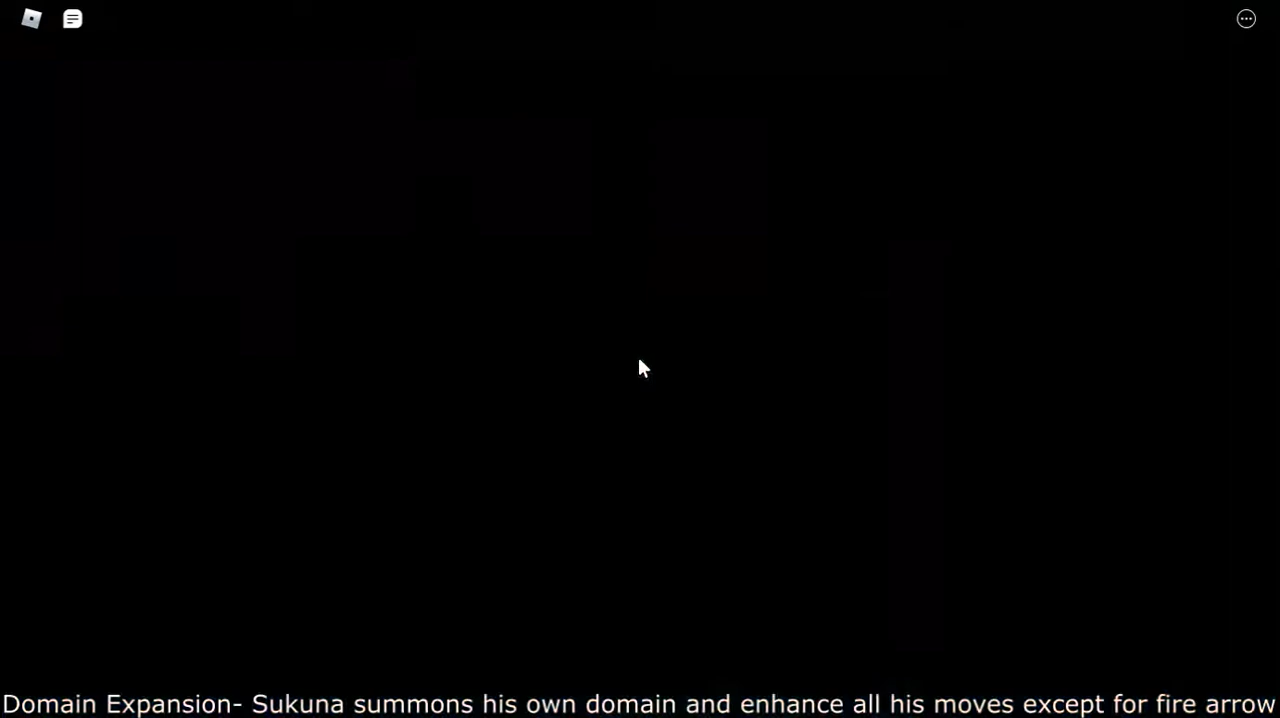 Domain Expansion- Sukuna summons his own domain and enhance all his moves except for fire arrow